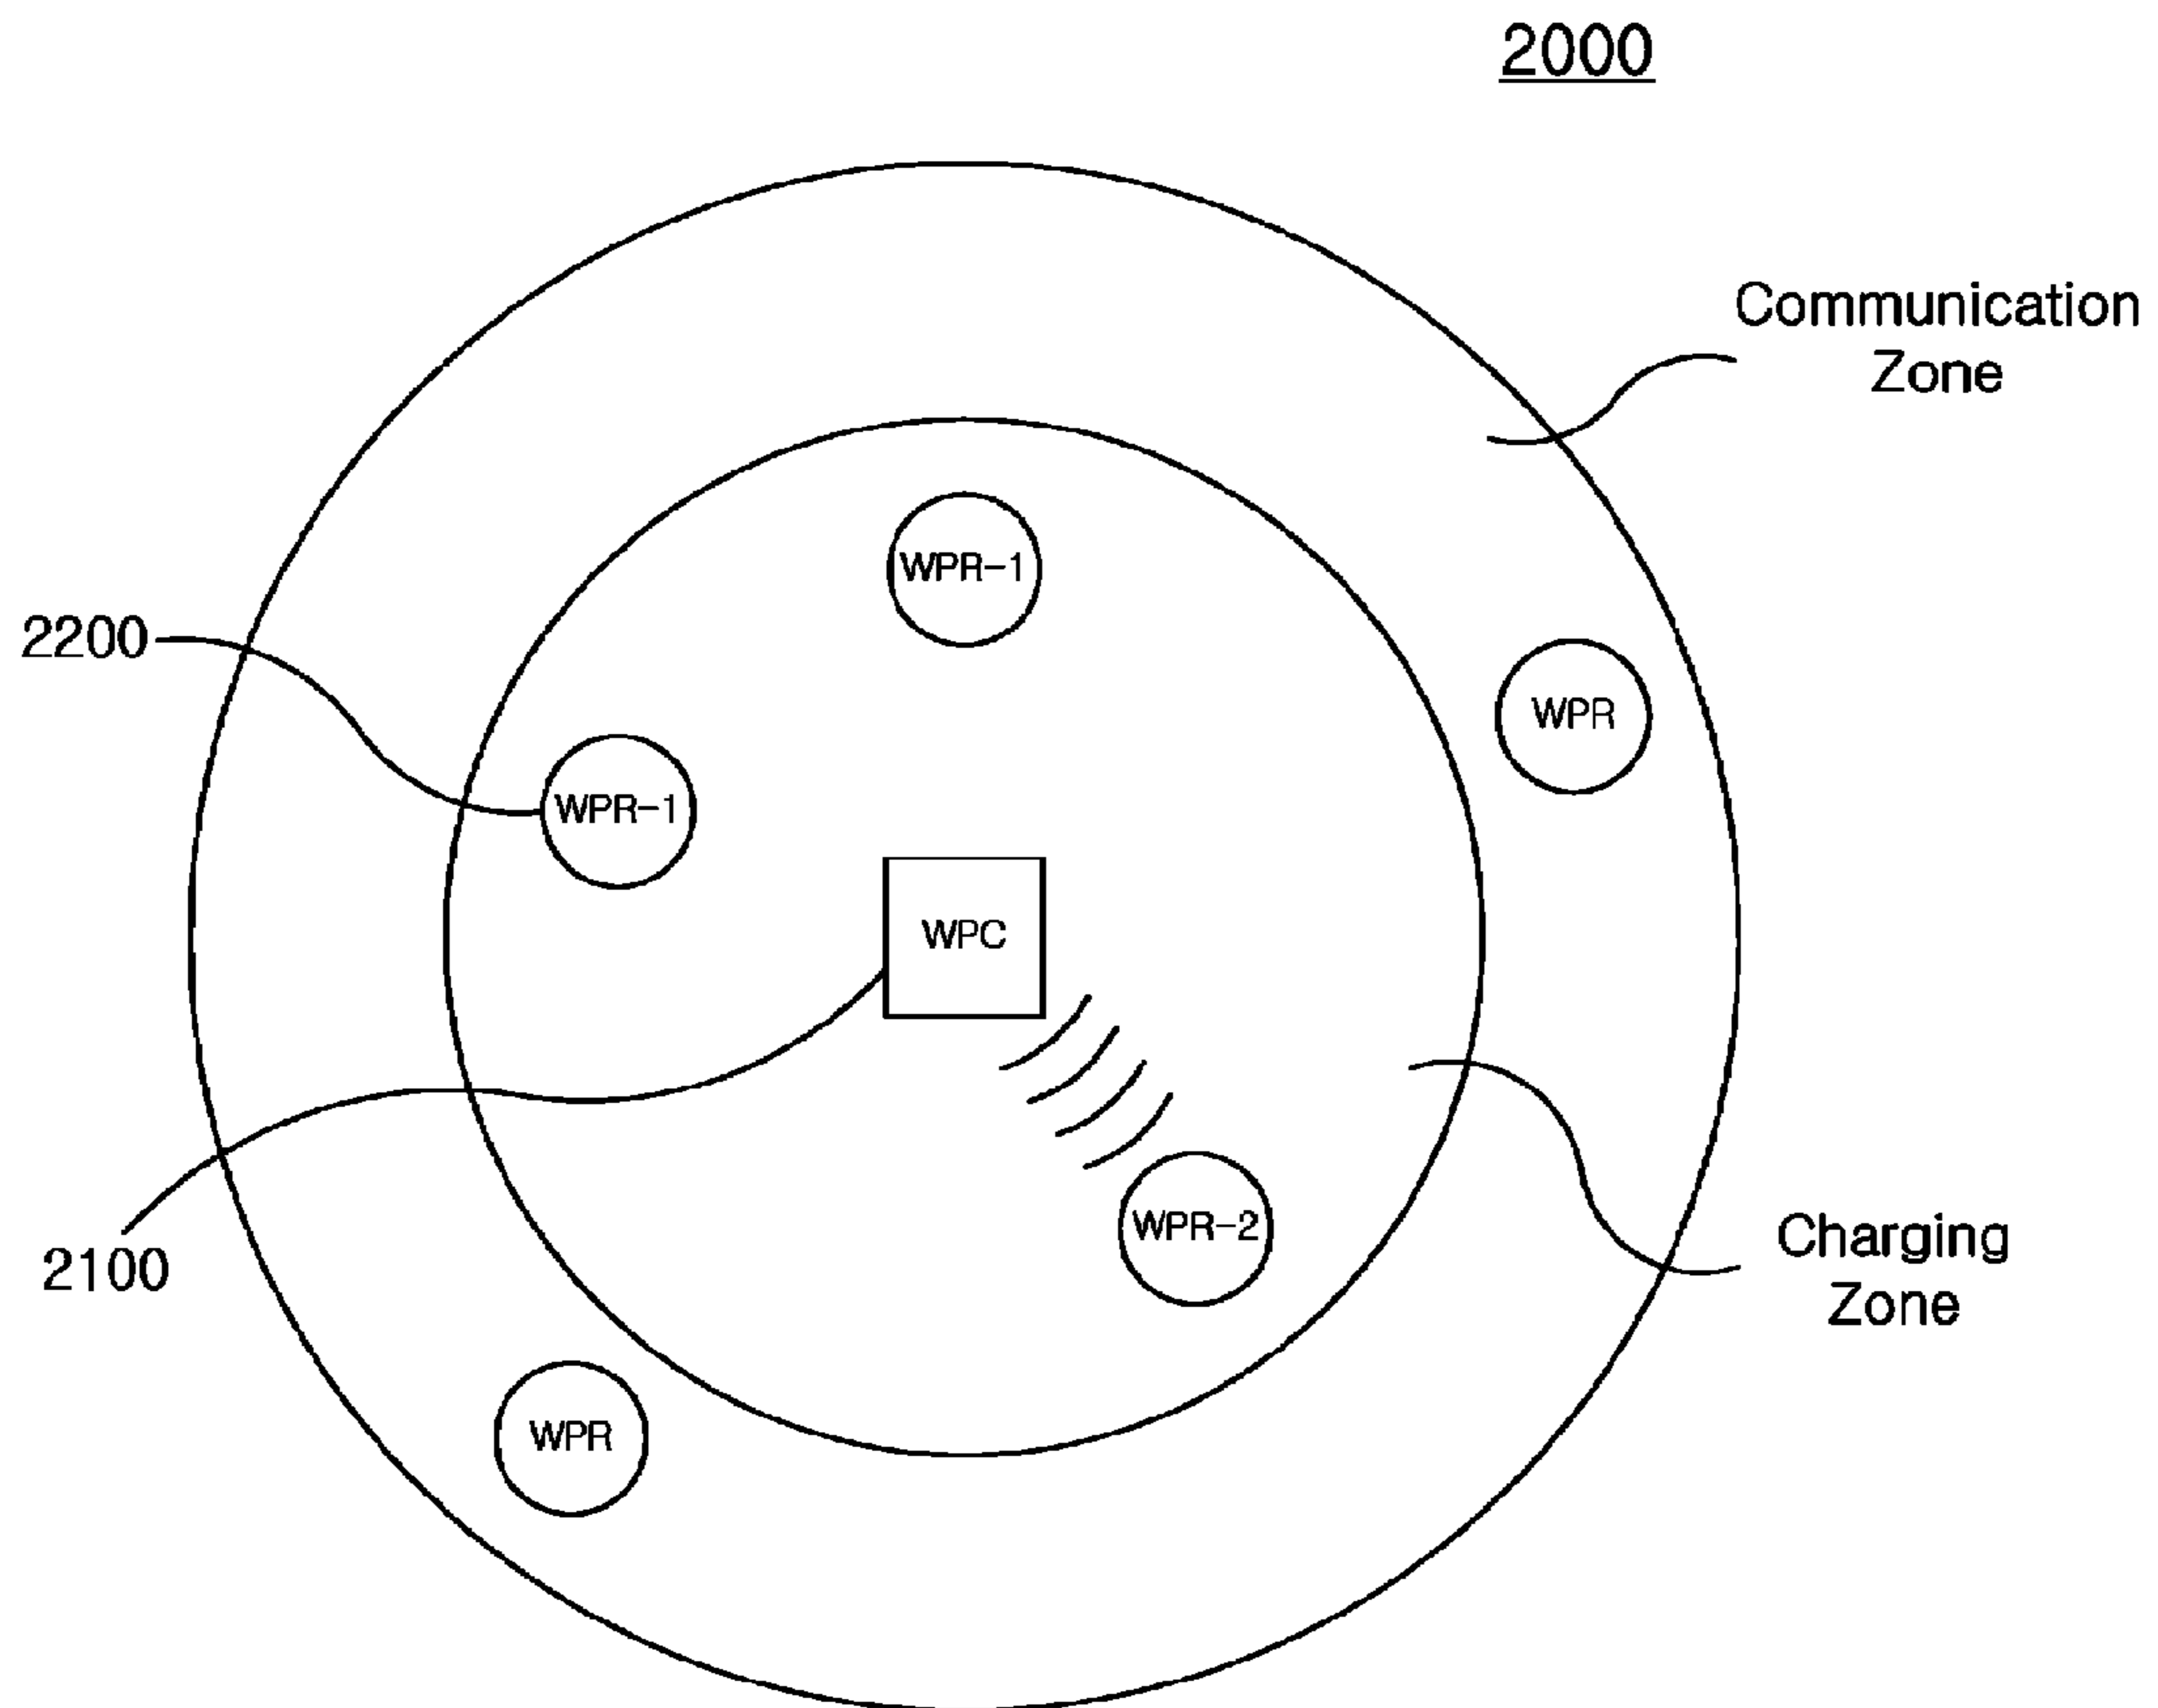 2000
Communication
Zone
WPR-1
2200
WPR
WPR-1
WPC
2100
WPR-2
Charging
Zone
WPR